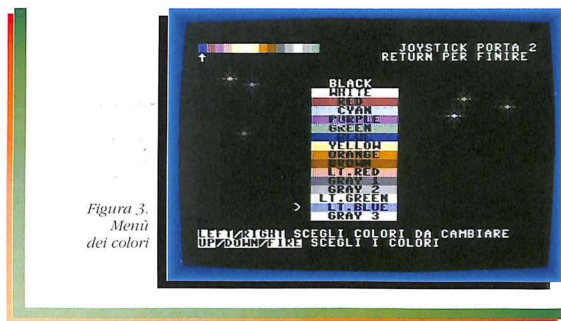 JOYSTICK PORTA 2
RETURN PER FINIRE
BLACK
WHITE
RED
CYAN
PURPLE
GREEN
BLUE
YELLOW
ORANGE
BROWN
LT.RED
GRAY 1
GRAY 2
LT.GREEN
> LT.BLUE
GRAY 3
LEFT/RIGHT SCEGLI COLORI DA CAMBIARE
UP/DOWN/FIRE SCEGLI I COLORI
Figura 3.
Menù
dei colori